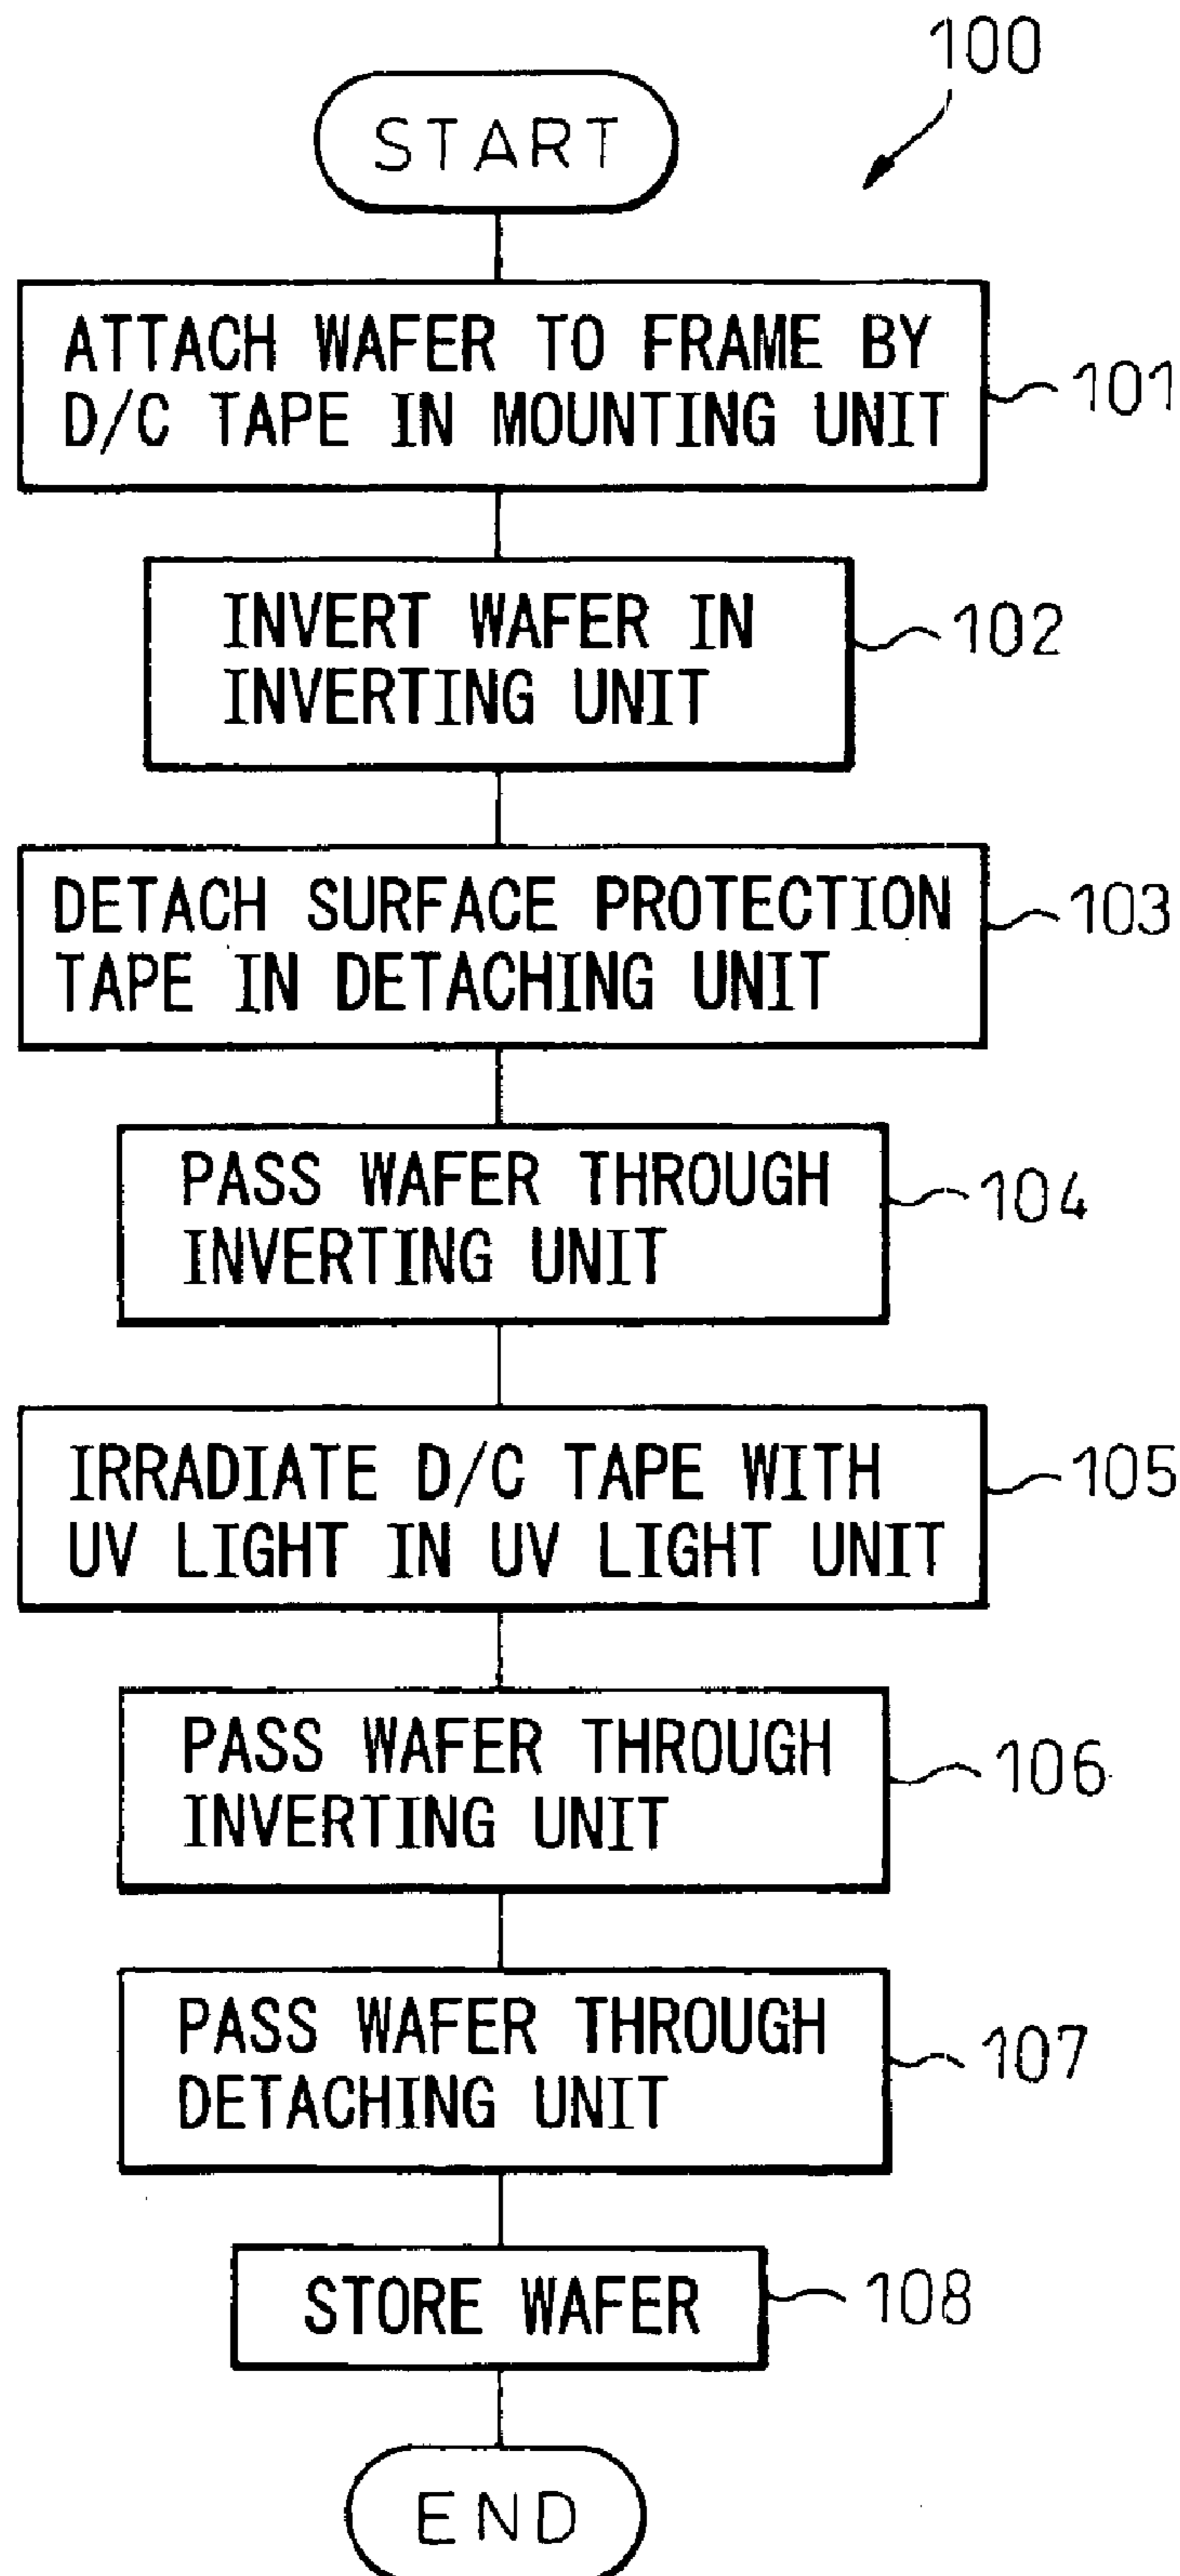 100
START
ATTACH WAFER TO FRAME BY
D/C TAPE IN MOUNTING UNIT
101
INVERT WAFER IN
INVERTING UNIT
102
DETACH SURFACE PROTECTION
TAPE IN DETACHING UNIT
103
PASS WAFER THROUGH
INVERTING UNIT
104
IRRADIATE D/C TAPE WITH
UV LIGHT IN UV LIGHT UNIT
105
PASS WAFER THROUGH
INVERTING UNIT
106
PASS WAFER THROUGH
DETACHING UNIT
107
STORE WAFER
108
END